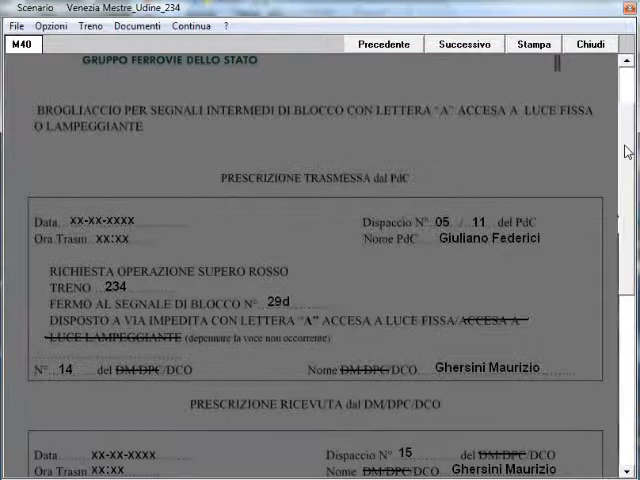 Scenario Venezia Mestre_Udine_234
File Opzioni Treno Documenti Continua ?
M40 Precedente Successivo Stampa Chiudi
GRUPPO FERROVIE DELLO STATO
BROGLIACCIO PER SEGNALI INTERMEDI DI BLOCCO CON LETTERA "A" ACCESA A LUCE FISSA
O LAMPEGGIANTE
PRESCRIZIONE TRASMESSA dal PdC
Data xx-xx-xxxx Dispaccio N° 05 / 11 del PdC
Ora Trasm xx:xx Nome PdC Giuliano Federici
RICHIESTA OPERAZIONE SUPERO ROSSO
TRENO 234
FERMO AL SEGNALE DI BLOCCO N° 29d
DISPOSTO A VIA IMPEDITA CON LETTERA "A" ACCESA A LUCE FISSA/ACCESA A
LUCE LAMPEGGIANTE (depennare la voce non occorrente)
N° 14 del DM/DPC/DCO Nome DM/DPC/DCO Ghersini Maurizio
PRESCRIZIONE RICEVUTA dal DM/DPC/DCO
Data xx-xx-xxxx Dispaccio N° 15 del DM/DPC/DCO
Ora Trasm xx:xx Nome DM/DPC/DCO Ghersini Maurizio